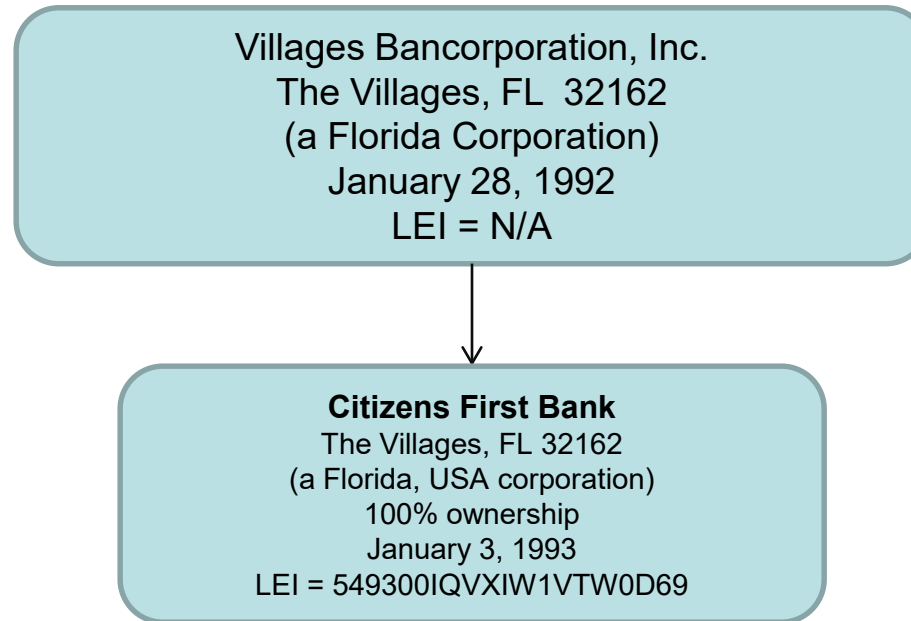 Villages Bancorporation, Inc.
The Villages, FL  32162
(a Florida Corporation)
January 28, 1992
LEI = N/A
Citizens First Bank
The Villages, FL 32162
(a Florida, USA corporation)
100% ownership
January 3, 1993
LEI = 549300IQVXIW1VTW0D69